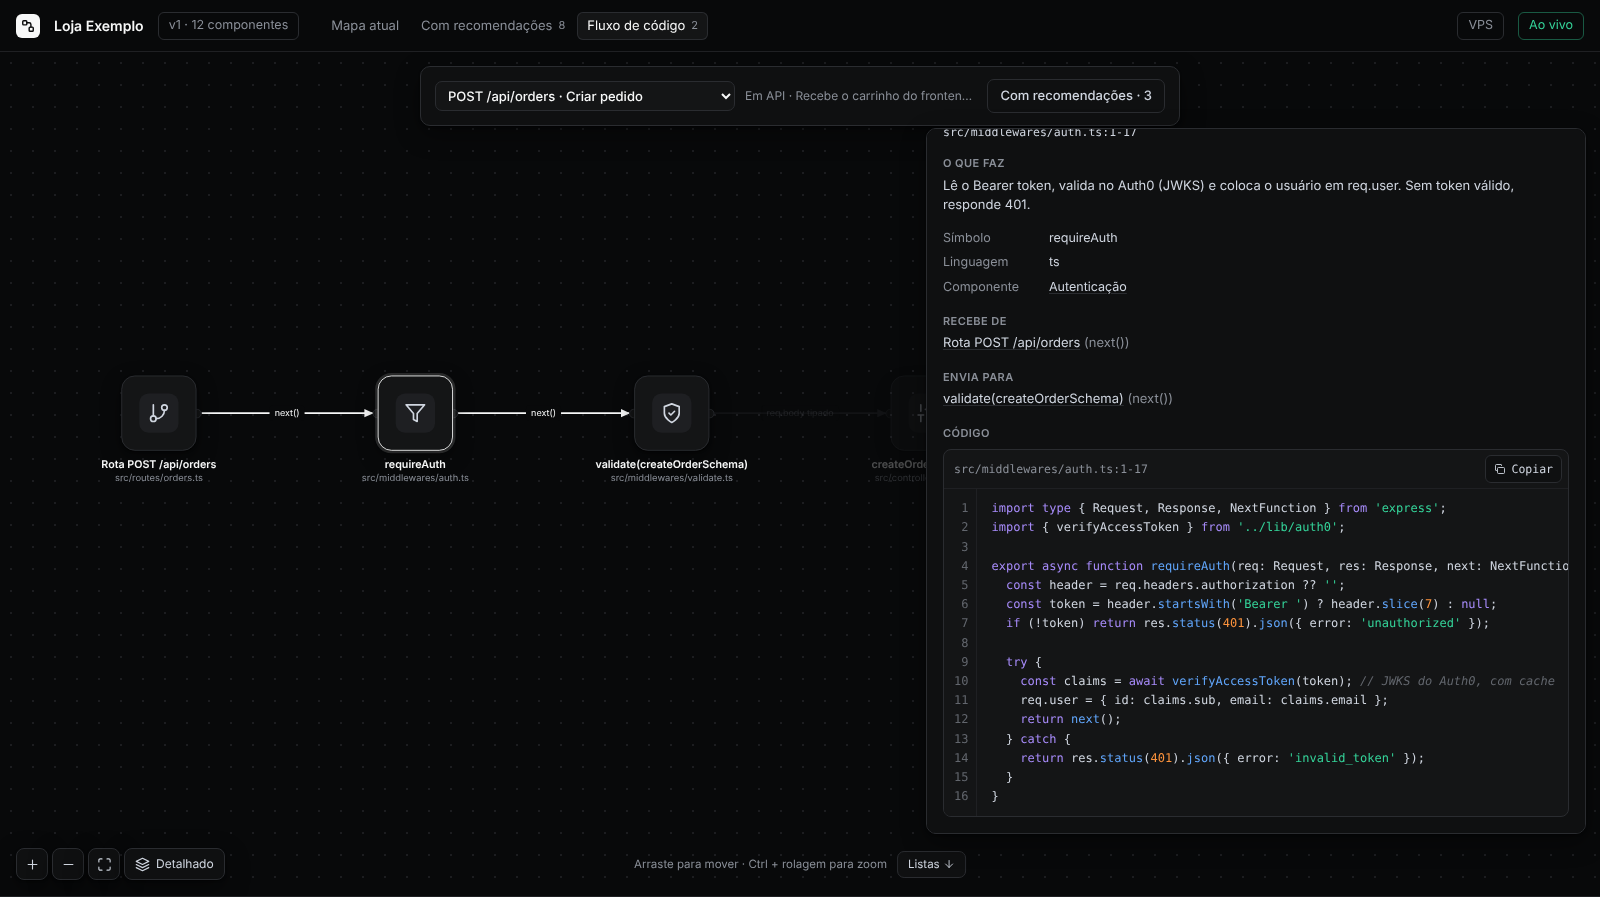 Loja Exemplo
v1 · 12 componentes
Mapa atual
Com recomendações 8
Fluxo de código 2
VPS
Ao vivo
POST /api/orders · Criar pedido
Em API · Recebe o carrinho do fronten...
Com recomendações · 3
src/middlewares/auth.ts:1-17
O QUE FAZ
Lê o Bearer token, valida no Auth0 (JWKS) e coloca o usuário em req.user. Sem token válido,
responde 401.
Símbolo requireAuth
Linguagem ts
Componente Autenticação
RECEBE DE
Rota POST /api/orders (next())
ENVIA PARA
validate(createOrderSchema) (next())
CÓDIGO
src/middlewares/auth.ts:1-17
Copiar
1 import type { Request, Response, NextFunction } from 'express';
2 import { verifyAccessToken } from '../lib/auth0';
3
4 export async function requireAuth(req: Request, res: Response, next: NextFunctio
5 const header = req.headers.authorization ?? '';
6 const token = header.startsWith('Bearer ') ? header.slice(7) : null;
7 if (!token) return res.status(401).json({ error: 'unauthorized' });
8
9 try {
10 const claims = await verifyAccessToken(token); // JWKS do Auth0, com cache
11 req.user = { id: claims.sub, email: claims.email };
12 return next();
13 } catch {
14 return res.status(401).json({ error: 'invalid_token' });
15 }
16 }
next()
next()
req.body tipado
Rota POST /api/orders
src/routes/orders.ts
requireAuth
src/middlewares/auth.ts
validate(createOrderSchema)
src/middlewares/validate.ts
createOrde
src/control
Detalhado
Arraste para mover · Ctrl + rolagem para zoom
Listas ↓